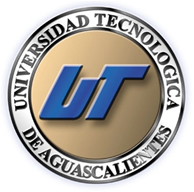 UNIVERSIDAD TECNOLOGICA
UT
DE AGUASCALIENTES